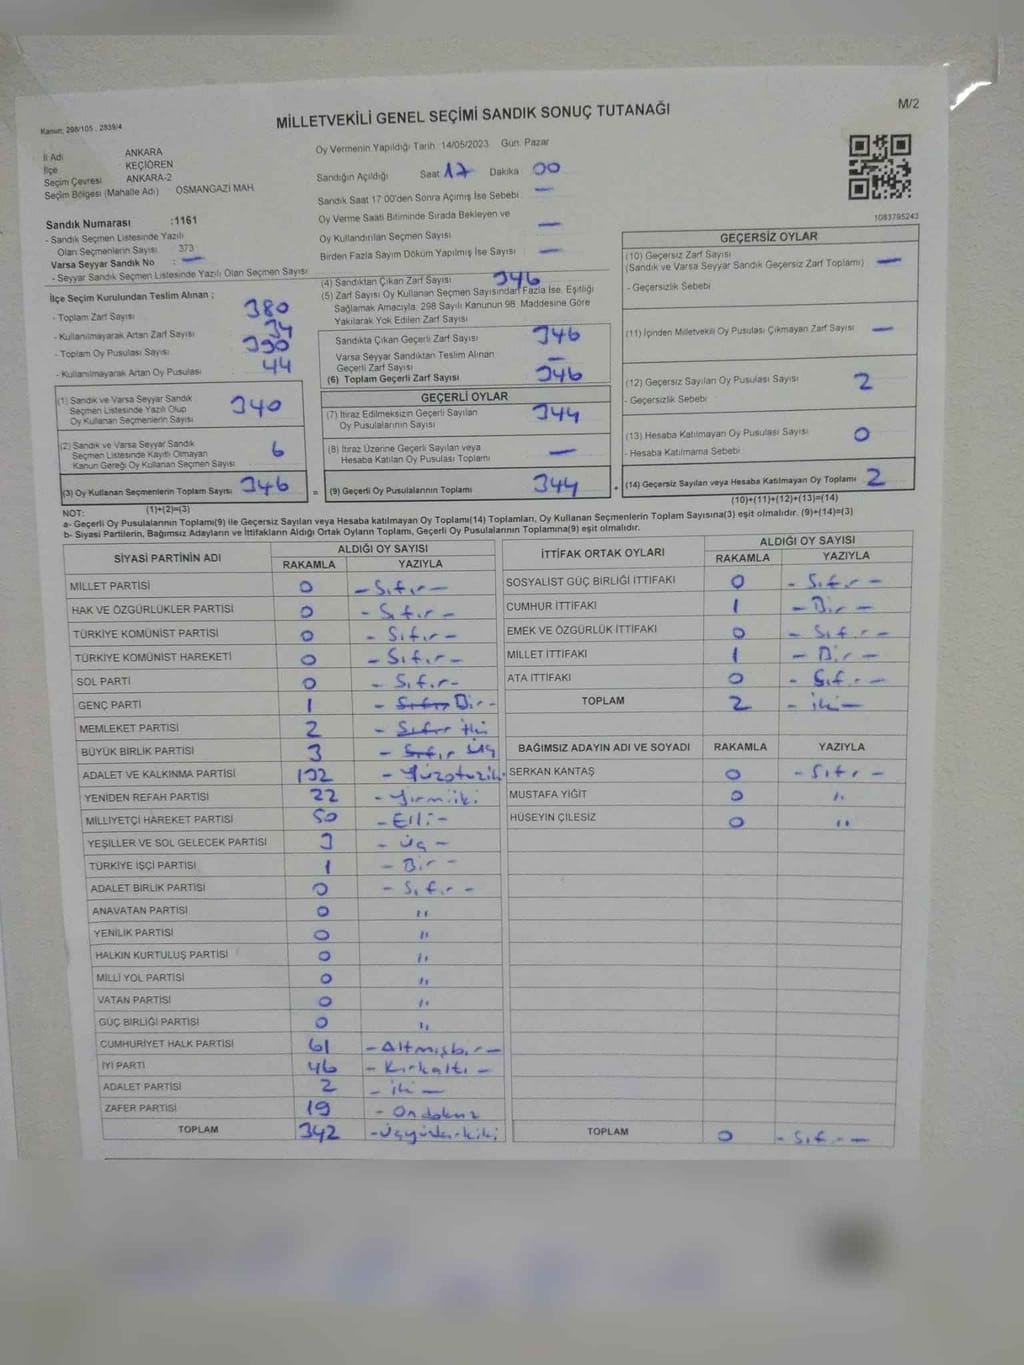 M/2
Kanun: 298/105 , 2839/4
MİLLETVEKİLİ GENEL SEÇİMİ SANDIK SONUÇ TUTANAĞI
İl Adı ANKARA
İlçe KEÇİÖREN
Seçim Çevresi ANKARA-2
Seçim Bölgesi (Mahalle Adı) OSMANGAZİ MAH.
Sandık Numarası :1161
- Sandık Seçmen Listesinde Yazılı
Olan Seçmenlerin Sayısı 373
Varsa Seyyar Sandık No : —
- Seyyar Sandık Seçmen Listesinde Yazılı Olan Seçmen Sayısı
Oy Vermenin Yapıldığı Tarih 14/05/2023 Gün: Pazar
Sandığın Açıldığı Saat 17 Dakika 00
Sandık Saat 17:00'den Sonra Açımış İse Sebebi —
Oy Verme Saati Bitiminde Sırada Bekleyen ve
Oy Kullandırılan Seçmen Sayısı —
Birden Fazla Sayım Döküm Yapılmış İse Sayısı —
1083795243
İlçe Seçim Kurulundan Teslim Alınan ;
- Toplam Zarf Sayısı 380
- Kullanılmayarak Artan Zarf Sayısı 34
- Toplam Oy Pusulası Sayısı 390
- Kullanılmayarak Artan Oy Pusulası 44
(1) Sandık ve Varsa Seyyar Sandık
Seçmen Listesinde Yazılı Olup
Oy Kullanan Seçmenlerin Sayısı 340
(2) Sandık ve Varsa Seyyar Sandık
Seçmen Listesinde Kayıtlı Olmayan
Kanun Gereği Oy Kullanan Seçmen Sayısı 6
(3) Oy Kullanan Seçmenlerin Toplam Sayısı 346
(1)+(2)=(3)
(4) Sandıktan Çıkan Zarf Sayısı 346
(5) Zarf Sayısı Oy Kullanan Seçmen Sayısından Fazla İse, Eşitliği
Sağlamak Amacıyla, 298 Sayılı Kanunun 98. Maddesine Göre
Yakılarak Yok Edilen Zarf Sayısı
Sandıkta Çıkan Geçerli Zarf Sayısı 346
Varsa Seyyar Sandıktan Teslim Alınan
Geçerli Zarf Sayısı —
(6) Toplam Geçerli Zarf Sayısı 346
GEÇERLİ OYLAR
(7) İtiraz Edilmeksizin Geçerli Sayılan
Oy Pusulalarının Sayısı 344
(8) İtiraz Üzerine Geçerli Sayılan veya
Hesaba Katılan Oy Pusulası Toplamı —
= (9) Geçerli Oy Pusulalarının Toplamı 344 +
GEÇERSİZ OYLAR
(10) Geçersiz Zarf Sayısı
(Sandık ve Varsa Seyyar Sandık Geçersiz Zarf Toplamı) —
- Geçersizlik Sebebi
(11) İçinden Milletvekili Oy Pusulası Çıkmayan Zarf Sayısı —
(12) Geçersiz Sayılan Oy Pusulası Sayısı 2
- Geçersizlik Sebebi
(13) Hesaba Katılmayan Oy Pusulası Sayısı 0
- Hesaba Katılmama Sebebi
(14) Geçersiz Sayılan veya Hesaba Katılmayan Oy Toplamı 2
(10)+(11)+(12)+(13)=(14)
NOT:
a- Geçerli Oy Pusulalarının Toplamı(9) ile Geçersiz Sayılan veya Hesaba katılmayan Oy Toplamı(14) Toplamları, Oy Kullanan Seçmenlerin Toplam Sayısına(3) eşit olmalıdır. (9)+(14)=(3)
b- Siyasi Partilerin, Bağımsız Adayların ve İttifakların Aldığı Ortak Oyların Toplamı, Geçerli Oy Pusulalarının Toplamına(9) eşit olmalıdır.
SİYASİ PARTİNİN ADI ALDIĞI OY SAYISI
RAKAMLA YAZIYLA
MİLLET PARTİSİ 0 - Sıfır -
HAK VE ÖZGÜRLÜKLER PARTİSİ 0 - Sıfır -
TÜRKİYE KOMÜNİST PARTİSİ 0 - Sıfır -
TÜRKİYE KOMÜNİST HAREKETİ 0 - Sıfır -
SOL PARTİ 0 - Sıfır -
GENÇ PARTİ 1 - Sıfır Bir -
MEMLEKET PARTİSİ 2 - Sıfır İki
BÜYÜK BİRLİK PARTİSİ 3 - Sıfır Üç
ADALET VE KALKINMA PARTİSİ 132 - Yüzotuziki
YENİDEN REFAH PARTİSİ 22 - Yirmiiki
MİLLİYETÇİ HAREKET PARTİSİ 50 - Elli -
YEŞİLLER VE SOL GELECEK PARTİSİ 3 - Üç -
TÜRKİYE İŞÇİ PARTİSİ 1 - Bir -
ADALET BİRLİK PARTİSİ 0 - Sıfır -
ANAVATAN PARTİSİ 0 "
YENİLİK PARTİSİ 0 "
HALKIN KURTULUŞ PARTİSİ 0 "
MİLLİ YOL PARTİSİ 0 "
VATAN PARTİSİ 0 "
GÜÇ BİRLİĞİ PARTİSİ 0 "
CUMHURİYET HALK PARTİSİ 61 - Altmışbir -
İYİ PARTİ 46 - Kırkaltı -
ADALET PARTİSİ 2 - iki -
ZAFER PARTİSİ 19 - Ondokuz
TOPLAM 342 - Üçyüzkırkiki
İTTİFAK ORTAK OYLARI ALDIĞI OY SAYISI
RAKAMLA YAZIYLA
SOSYALİST GÜÇ BİRLİĞİ İTTİFAKI 0 - Sıfır -
CUMHUR İTTİFAKI 1 - Bir -
EMEK VE ÖZGÜRLÜK İTTİFAKI 0 - Sıfır -
MİLLET İTTİFAKI 1 - Bir -
ATA İTTİFAKI 0 - Sıfır -
TOPLAM 2 - iki -
BAĞIMSIZ ADAYIN ADI VE SOYADI RAKAMLA YAZIYLA
SERKAN KANTAŞ 0 - Sıfır -
MUSTAFA YİĞİT 0 "
HÜSEYİN ÇİLESİZ 0 "
TOPLAM 0 - Sıfır -